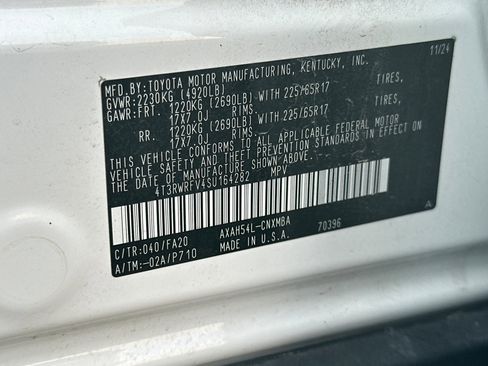 MFD. BY: TOYOTA MOTOR MANUFACTURING, KENTUCKY, INC. 11/24
GVWR: 2230KG (4920LB)
GAWR: FRT. 1220KG (2690LB) WITH 225/65R17 TIRES,
17X7.0J RIMS.
RR. 1220KG (2690LB) WITH 225/65R17 TIRES,
17X7.0J RIMS.
THIS VEHICLE CONFORMS TO ALL APPLICABLE FEDERAL MOTOR
VEHICLE SAFETY AND THEFT PREVENTION STANDARDS IN EFFECT
ON THE DATE OF MANUFACTURE SHOWN ABOVE.
4T3RWRFV4SU164282 MPV A
C/TR: 040/FA20 AXAH54L-CNXMBA 70396
A/TM: -02A/P710 MADE IN U.S.A.